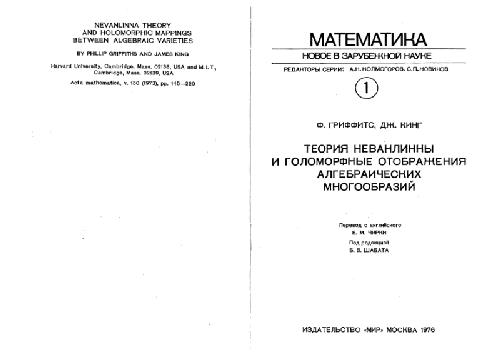 NEVANLINNA THEORY
AND HOLOMORPHIC MAPPINGS
BETWEEN ALGEBRAIC VARIETIES
BY PHILLIP GRIFFITHS AND JAMES KING
Harvard University, Cambridge, Mass. 02138, USA and M.I.T.,
Cambridge, Mass. 02139, USA
Acta mathematica, v. 130 (1973), pp. 145—220
МАТЕМАТИКА
НОВОЕ В ЗАРУБЕЖНОЙ НАУКЕ
РЕДАКТОРЫ СЕРИИ: А.Н.КОЛМОГОРОВ, С.П.НОВИКОВ
1
Ф. ГРИФФИТС, ДЖ. КИНГ
ТЕОРИЯ НЕВАНЛИННЫ
И ГОЛОМОРФНЫЕ ОТОБРАЖЕНИЯ
АЛГЕБРАИЧЕСКИХ
МНОГООБРАЗИЙ
Перевод с английского
Е. М. ЧИРКИ
Под редакцией
Б. В. ШАБАТА
ИЗДАТЕЛЬСТВО «МИР» МОСКВА 1976